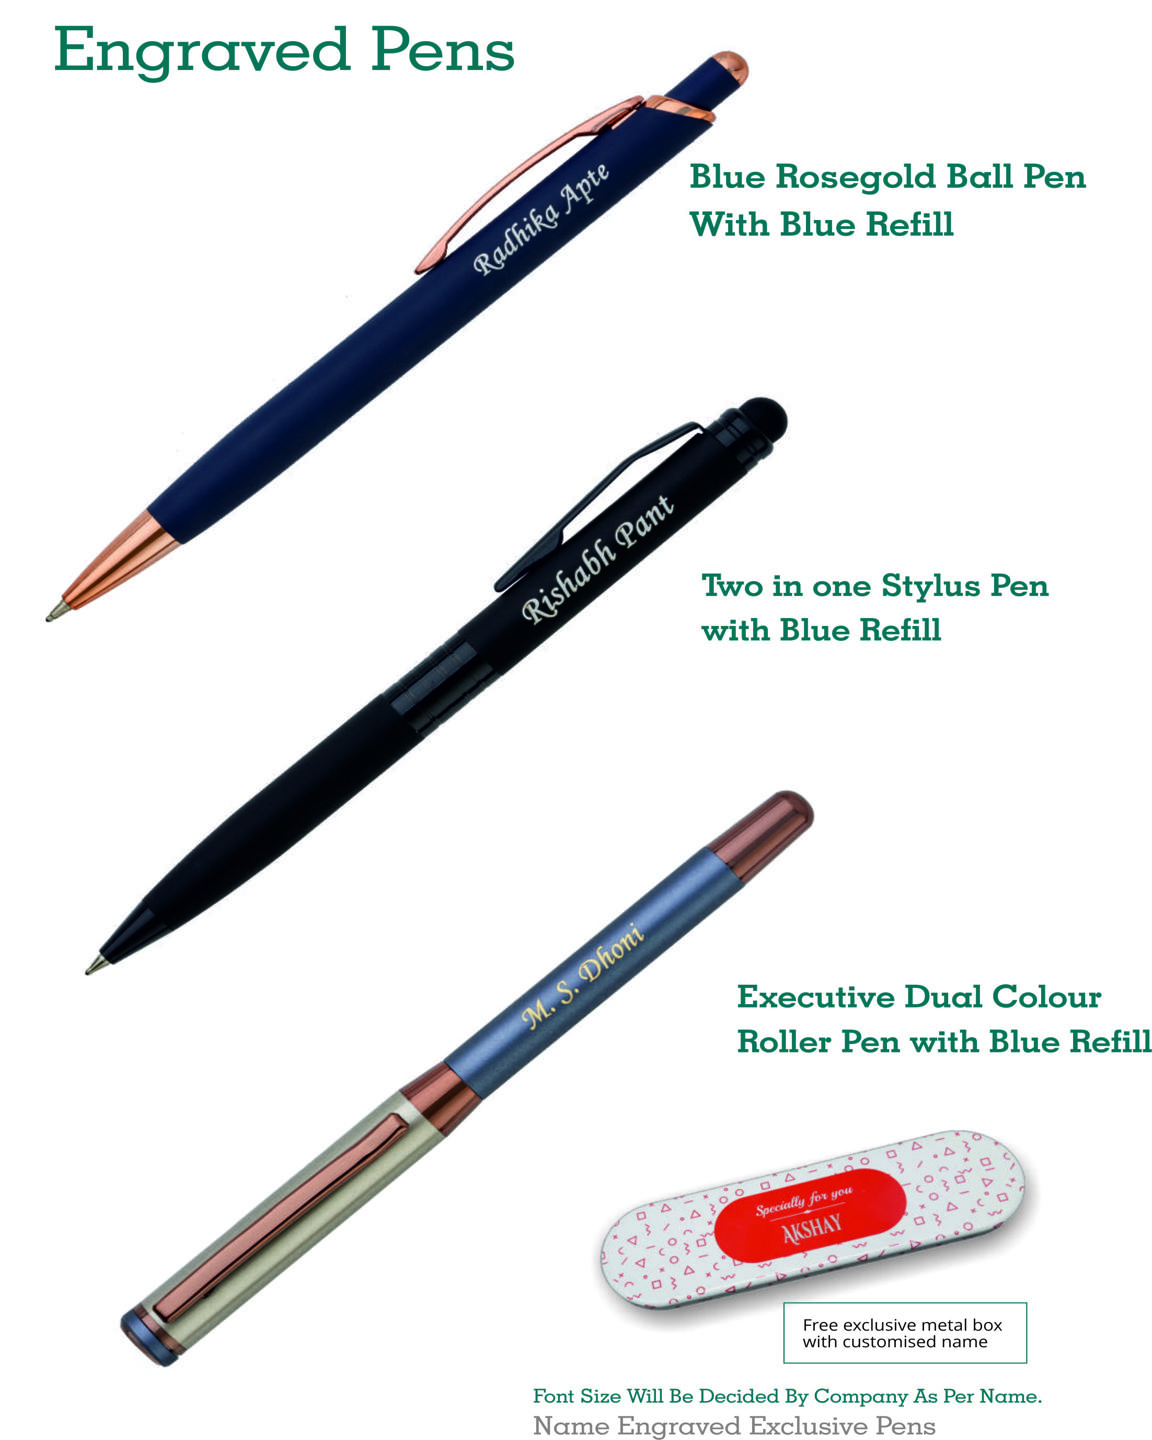 Engraved Pens
Radhika Apte
Blue Rosegold Ball Pen
With Blue Refill
Rishabh Pant
Two in one Stylus Pen
with Blue Refill
M. S. Dhoni
Executive Dual Colour
Roller Pen with Blue Refill
Specially for you
AKSHAY
Free exclusive metal box
with customised name
Font Size Will Be Decided By Company As Per Name.
Name Engraved Exclusive Pens